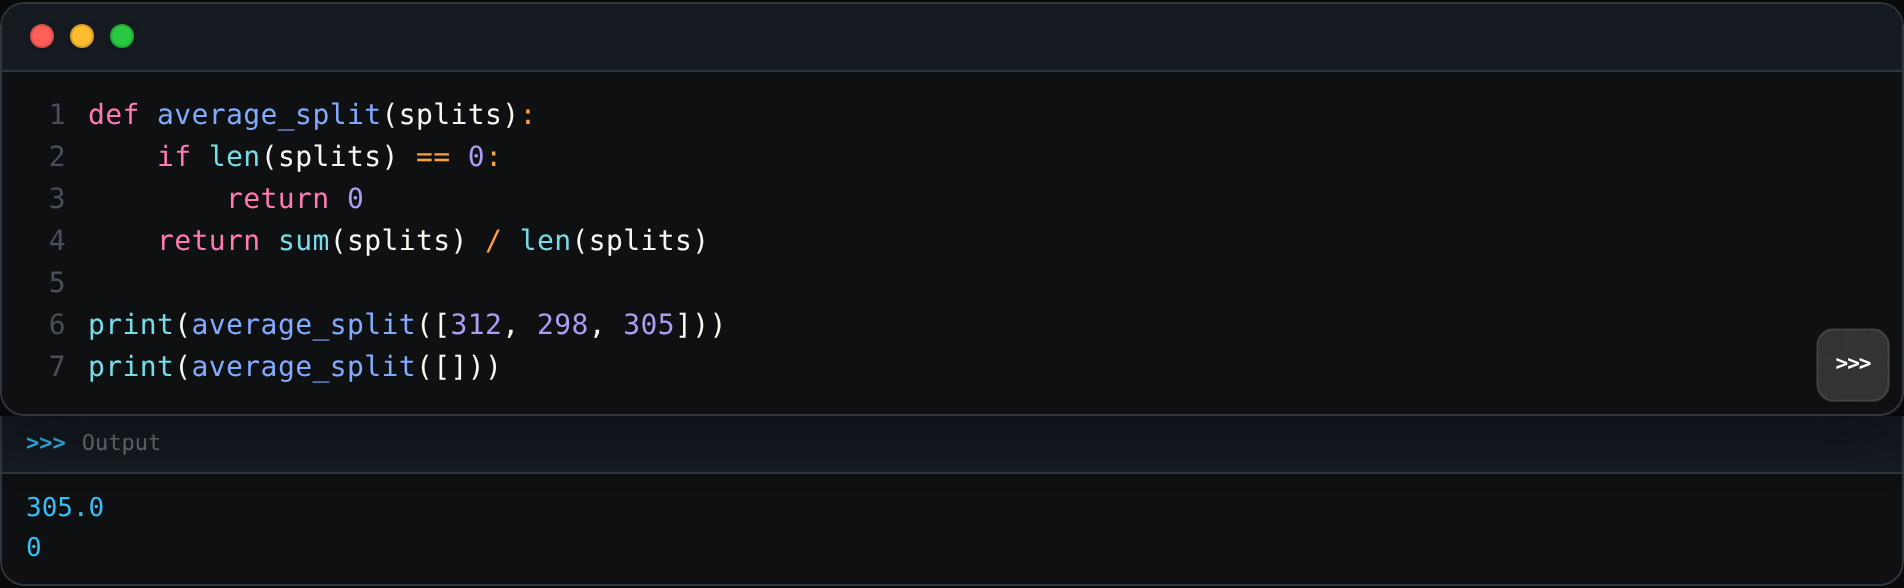 1 def average_split(splits):
2     if len(splits) == 0:
3         return 0
4     return sum(splits) / len(splits)
5
6 print(average_split([312, 298, 305]))
7 print(average_split([]))
>>>
>>> Output
305.0
0